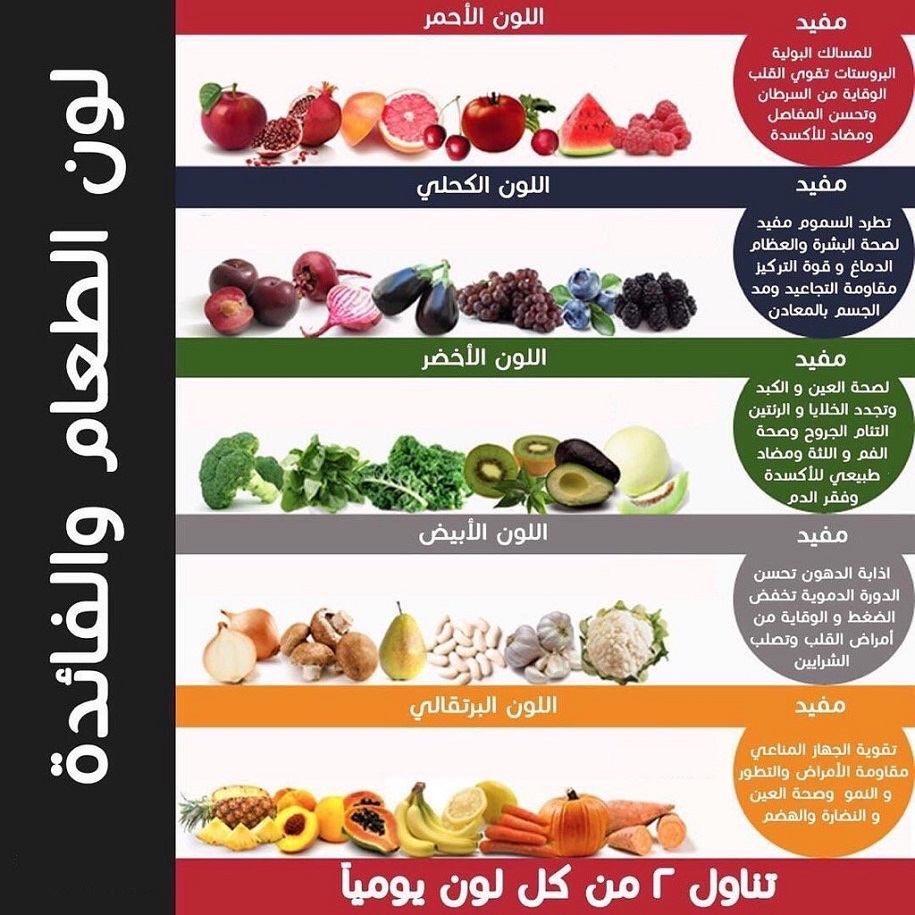 لون الطعام والفائدة
اللون الأحمر
مفيد
للمسالك البولية
البروستات تقوي القلب
الوقاية من السرطان
وتحسن المفاصل
ومضاد للأكسدة
اللون الكحلي
مفيد
تطرد السموم مفيد
لصحة البشرة والعظام
الدماغ و قوة التركيز
مقاومة التجاعيد ومد
الجسم بالمعادن
اللون الأخضر
مفيد
لصحة العين و الكبد
وتجدد الخلايا و الرئتين
التئام الجروح وصحة
الفم و اللثة ومضاد
طبيعي للأكسدة
وفقر الدم
اللون الأبيض
مفيد
اذابة الدهون تحسن
الدورة الدموية تخفض
الضغط و الوقاية من
أمراض القلب وتصلب
الشرايين
اللون البرتقالي
مفيد
تقوية الجهاز المناعي
مقاومة الأمراض والتطور
و النمو وصحة العين
و النضارة والهضم
تناول ٢ من كل لون يومياً